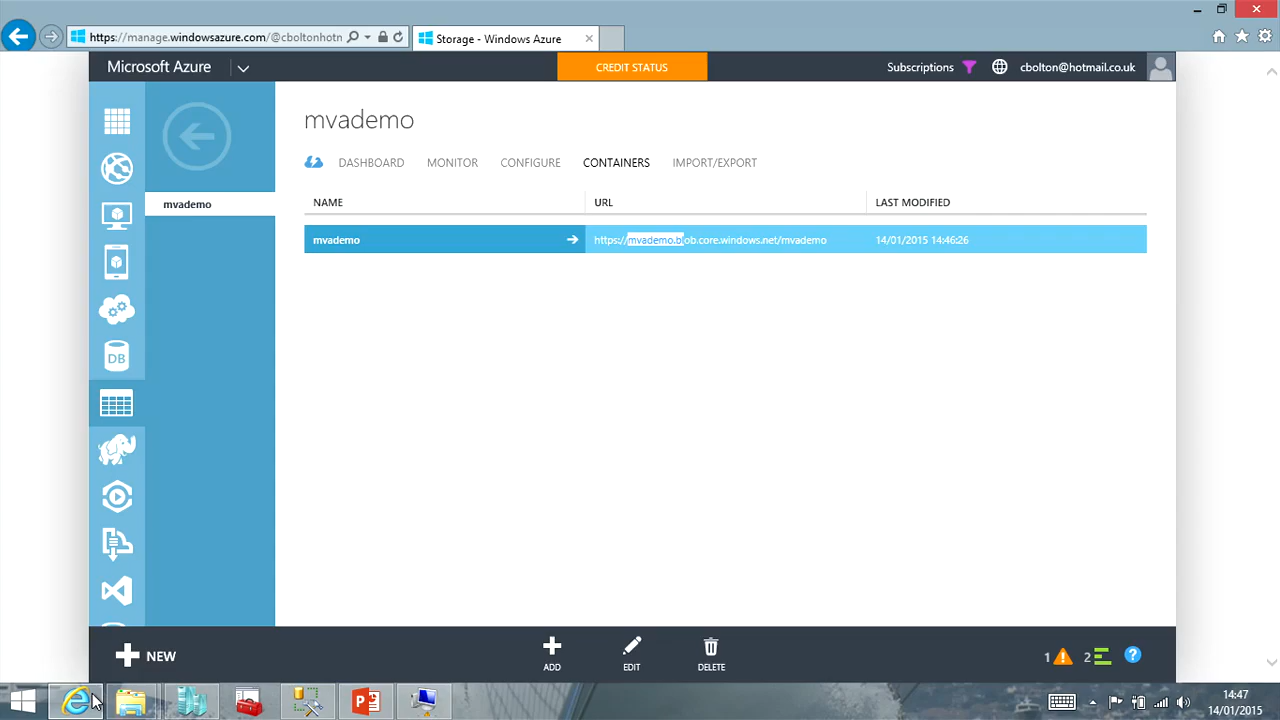 https://manage.windowsazure.com/@cboltonhotn
Storage - Windows Azure
Microsoft Azure
CREDIT STATUS
Subscriptions
cbolton@hotmail.co.uk
mvademo
mvademo
DASHBOARD MONITOR CONFIGURE CONTAINERS IMPORT/EXPORT
NAME URL LAST MODIFIED
mvademo https://mvademo.blob.core.windows.net/mvademo 14/01/2015 14:46:26
DB
NEW
ADD EDIT DELETE
1 2 ?
14:47
14/01/2015